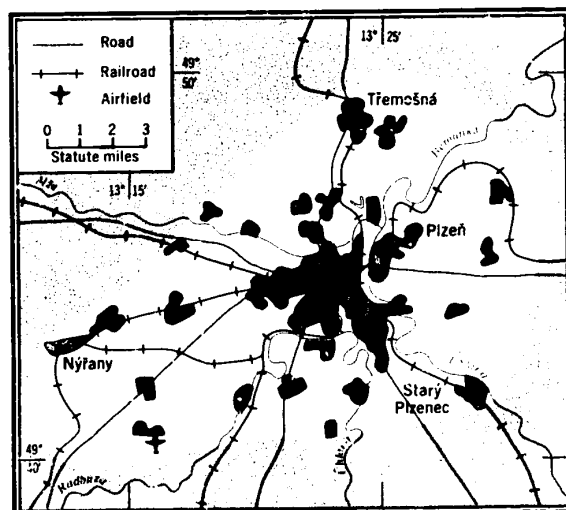 Road
Railroad
Airfield
0 1 2 3
Statute miles
13° 25'
49°
50'
13° 15'
Třemošná
Plzeň
Nýřany
Starý
Plzenec
49°